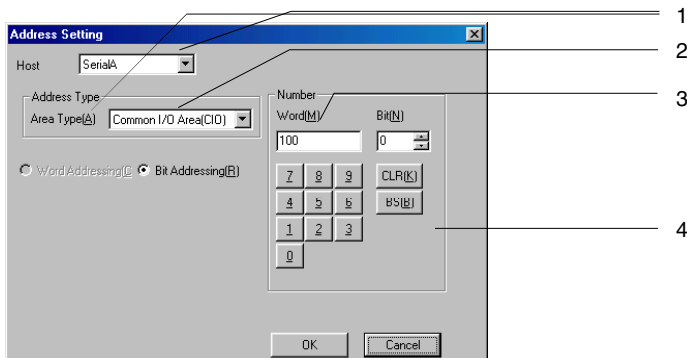 1
Address Setting
Host SerialA
2
Address Type
Area Type(A) Common I/O Area(CIO)
Number
Word(M) Bit(N)
3
100 0
Word Addressing(C Bit Addressing(R)
7 8 9 CLR(K)
4 5 6 BS(B)
1 2 3
4
0
OK Cancel